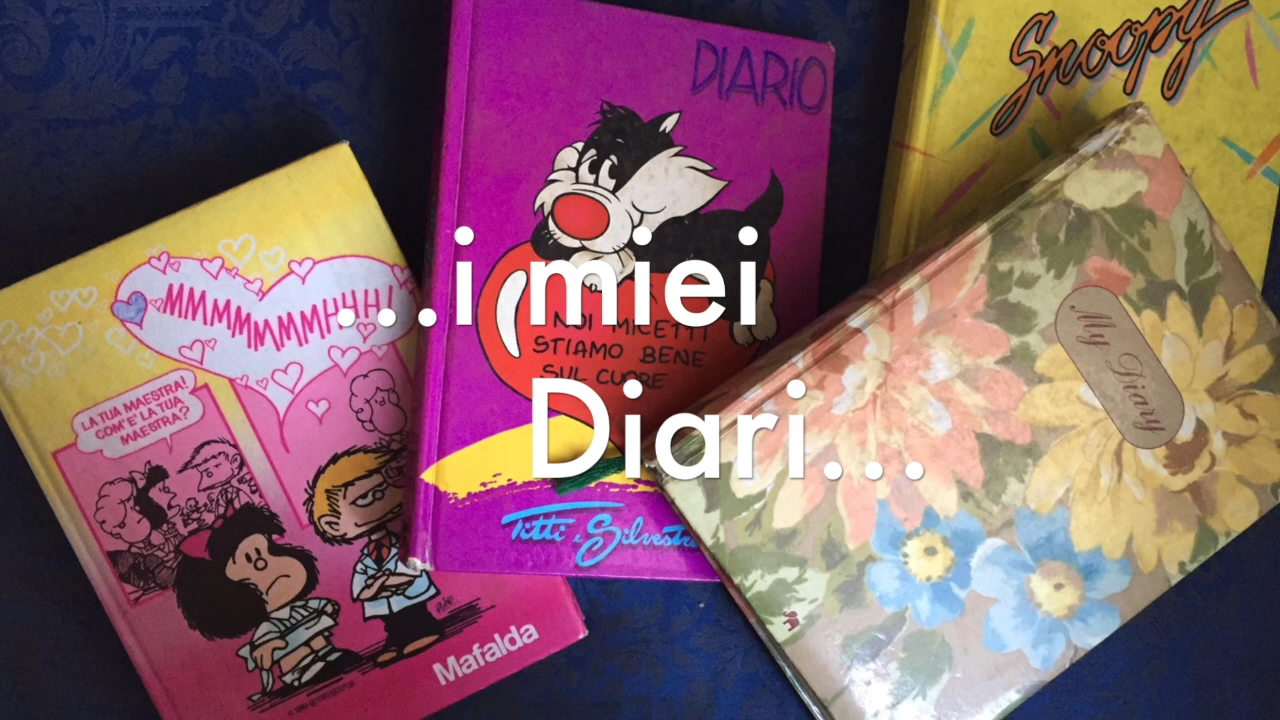 DIARIO
Snoopy
MMMMMMMMHHH!
LA TUA MAESTRA!
COM'E' LA TUA
MAESTRA?
NOI MICETTI
STIAMO BENE
SUL CUORE
Titti e Silvestro
My Diary
Mafalda
...i miei
Diari...